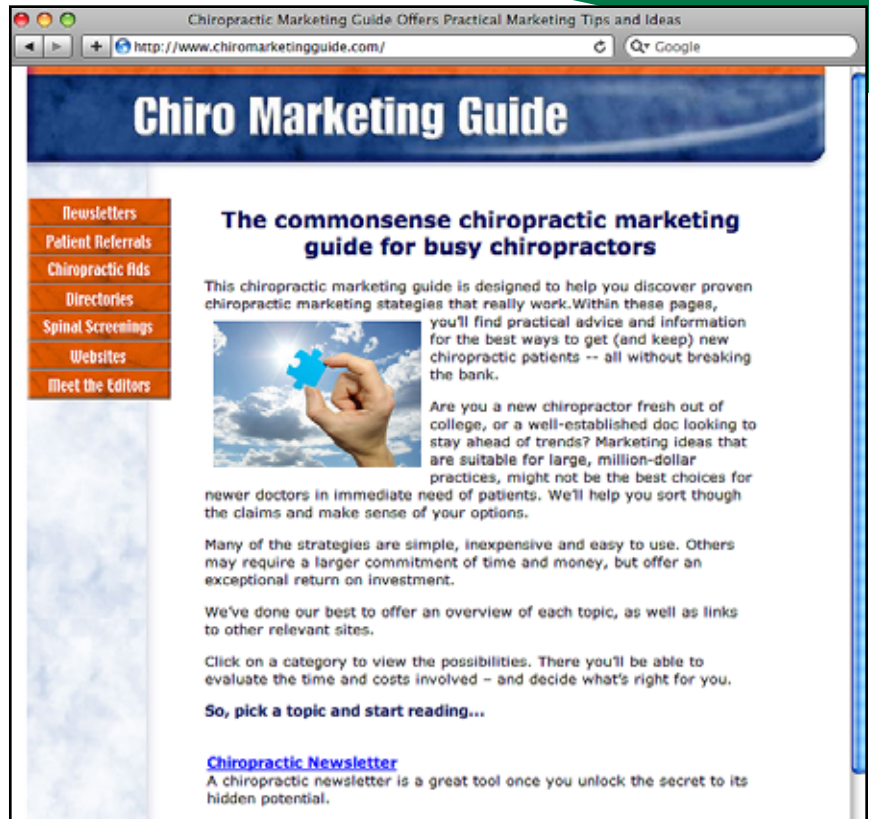 Chiropractic Marketing Guide Offers Practical Marketing Tips and Ideas
http://www.chiromarketingguide.com/
Google
Chiro Marketing Guide
Newsletters
Patient Referrals
Chiropractic Ads
Directories
Spinal Screenings
Websites
Meet the Editors
The commonsense chiropractic marketing
guide for busy chiropractors
This chiropractic marketing guide is designed to help you discover proven
chiropractic marketing stategies that really work.Within these pages,
you'll find practical advice and information
for the best ways to get (and keep) new
chiropractic patients -- all without breaking
the bank.
Are you a new chiropractor fresh out of
college, or a well-established doc looking to
stay ahead of trends? Marketing ideas that
are suitable for large, million-dollar
practices, might not be the best choices for
newer doctors in immediate need of patients. We'll help you sort though
the claims and make sense of your options.
Many of the strategies are simple, inexpensive and easy to use. Others
may require a larger commitment of time and money, but offer an
exceptional return on investment.
We've done our best to offer an overview of each topic, as well as links
to other relevant sites.
Click on a category to view the possibilities. There you'll be able to
evaluate the time and costs involved – and decide what's right for you.
So, pick a topic and start reading...
Chiropractic Newsletter
A chiropractic newsletter is a great tool once you unlock the secret to its
hidden potential.